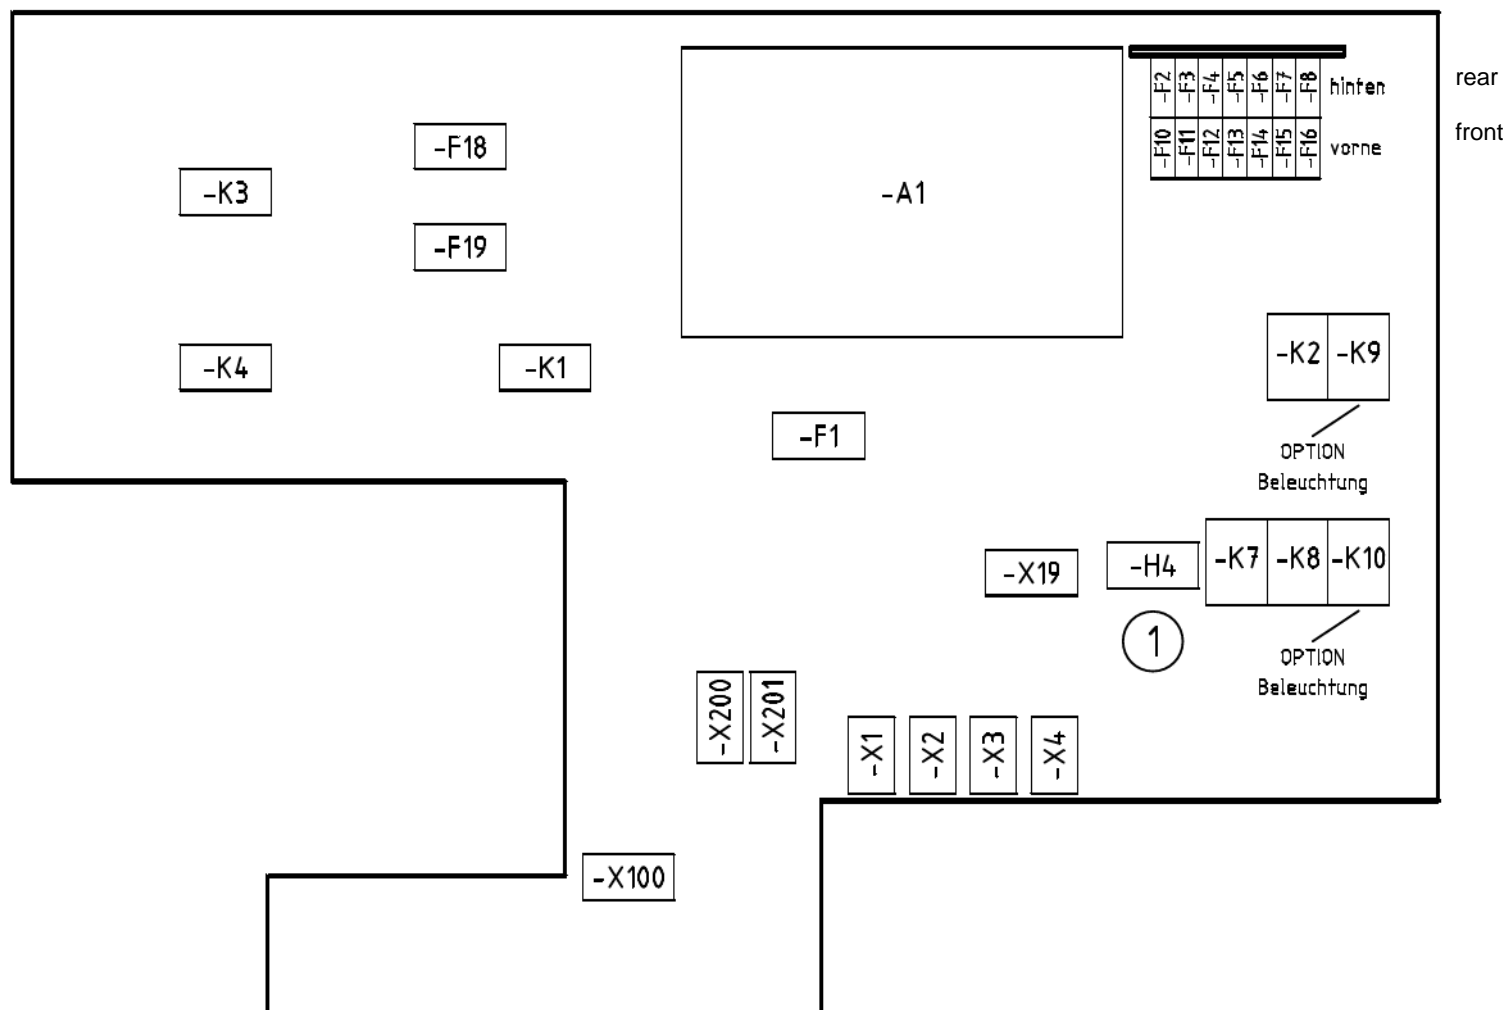 -F2 -F3 -F4 -F5 -F6 -F7 -F8 hinten rear
-F10 -F11 -F12 -F13 -F14 -F15 -F16 vorne front
-F18
-K3
-A1
-F19
-K4
-K1
-K2 -K9
-F1
OPTION
Beleuchtung
-X19
-H4
-K7 -K8 -K10
1
OPTION
Beleuchtung
-X200 -X201
-X1 -X2 -X3 -X4
-X100